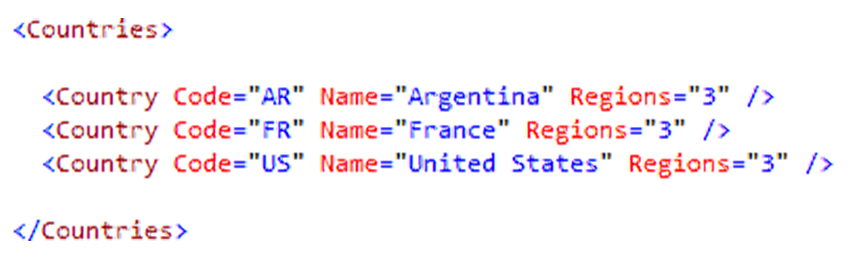 <Countries>
<Country Code="AR" Name="Argentina" Regions="3" />
<Country Code="FR" Name="France" Regions="3" />
<Country Code="US" Name="United States" Regions="3" />
</Countries>